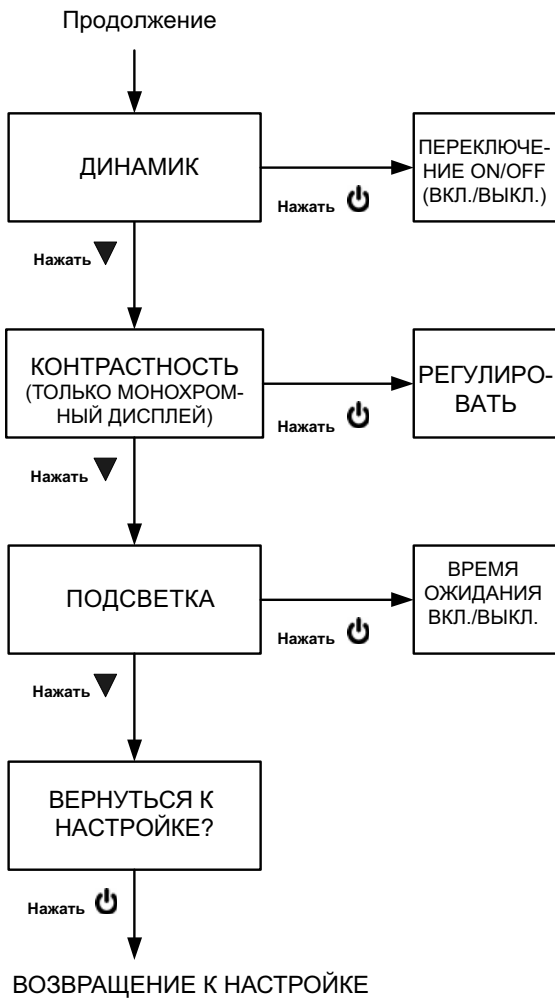 Продолжение
ДИНАМИК
Нажать
ПЕРЕКЛЮЧЕ-
НИЕ ON/OFF
(ВКЛ./ВЫКЛ.)
Нажать
КОНТРАСТНОСТЬ
(ТОЛЬКО МОНОХРОМ-
НЫЙ ДИСПЛЕЙ)
Нажать
РЕГУЛИРО-
ВАТЬ
Нажать
ПОДСВЕТКА
Нажать
ВРЕМЯ
ОЖИДАНИЯ
ВКЛ./ВЫКЛ.
Нажать
ВЕРНУТЬСЯ К
НАСТРОЙКЕ?
Нажать
ВОЗВРАЩЕНИЕ К НАСТРОЙКЕ